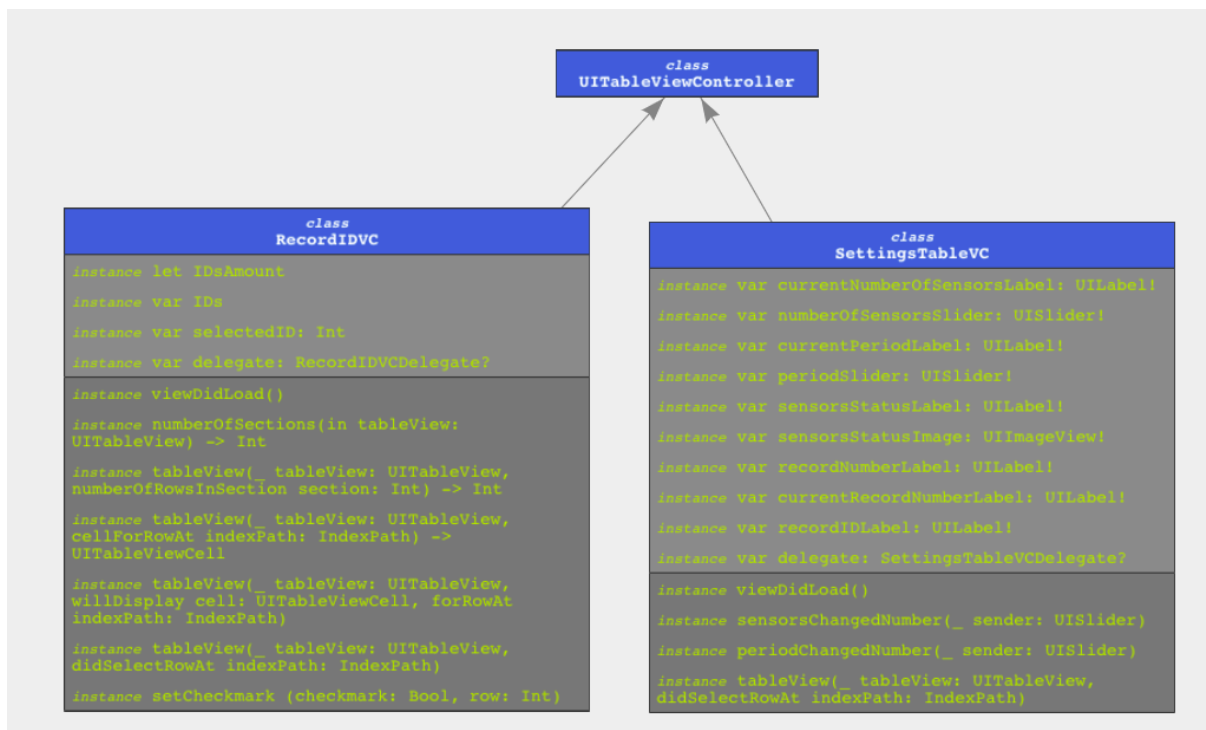 class
UITableViewController
class
RecordIDVC
instance let IDsAmount
instance var IDs
instance var selectedID: Int
instance var delegate: RecordIDVCDelegate?
instance viewDidLoad()
instance numberOfSections(in tableView:
UITableView) -> Int
instance tableView(_ tableView: UITableView,
numberOfRowsInSection section: Int) -> Int
instance tableView(_ tableView: UITableView,
cellForRowAt indexPath: IndexPath) ->
UITableViewCell
instance tableView(_ tableView: UITableView,
willDisplay cell: UITableViewCell, forRowAt
indexPath: IndexPath)
instance tableView(_ tableView: UITableView,
didSelectRowAt indexPath: IndexPath)
instance setCheckmark (checkmark: Bool, row: Int)
class
SettingsTableVC
instance var currentNumberOfSensorsLabel: UILabel!
instance var numberOfSensorsSlider: UISlider!
instance var currentPeriodLabel: UILabel!
instance var periodSlider: UISlider!
instance var sensorsStatusLabel: UILabel!
instance var sensorsStatusImage: UIImageView!
instance var recordNumberLabel: UILabel!
instance var currentRecordNumberLabel: UILabel!
instance var recordIDLabel: UILabel!
instance var delegate: SettingsTableVCDelegate?
instance viewDidLoad()
instance sensorsChangedNumber(_ sender: UISlider)
instance periodChangedNumber(_ sender: UISlider)
instance tableView(_ tableView: UITableView,
didSelectRowAt indexPath: IndexPath)